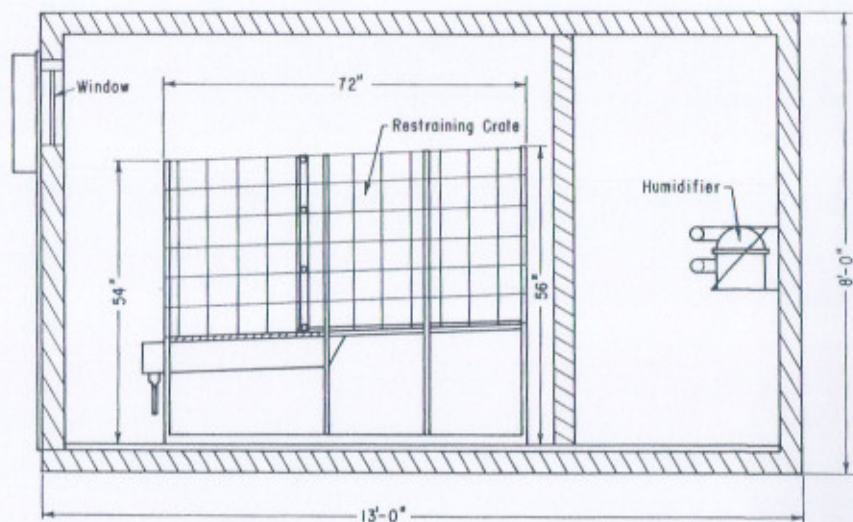 72"
Window
Restraining Crate
Humidifier
54"
56"
8'-0"
13'-0"